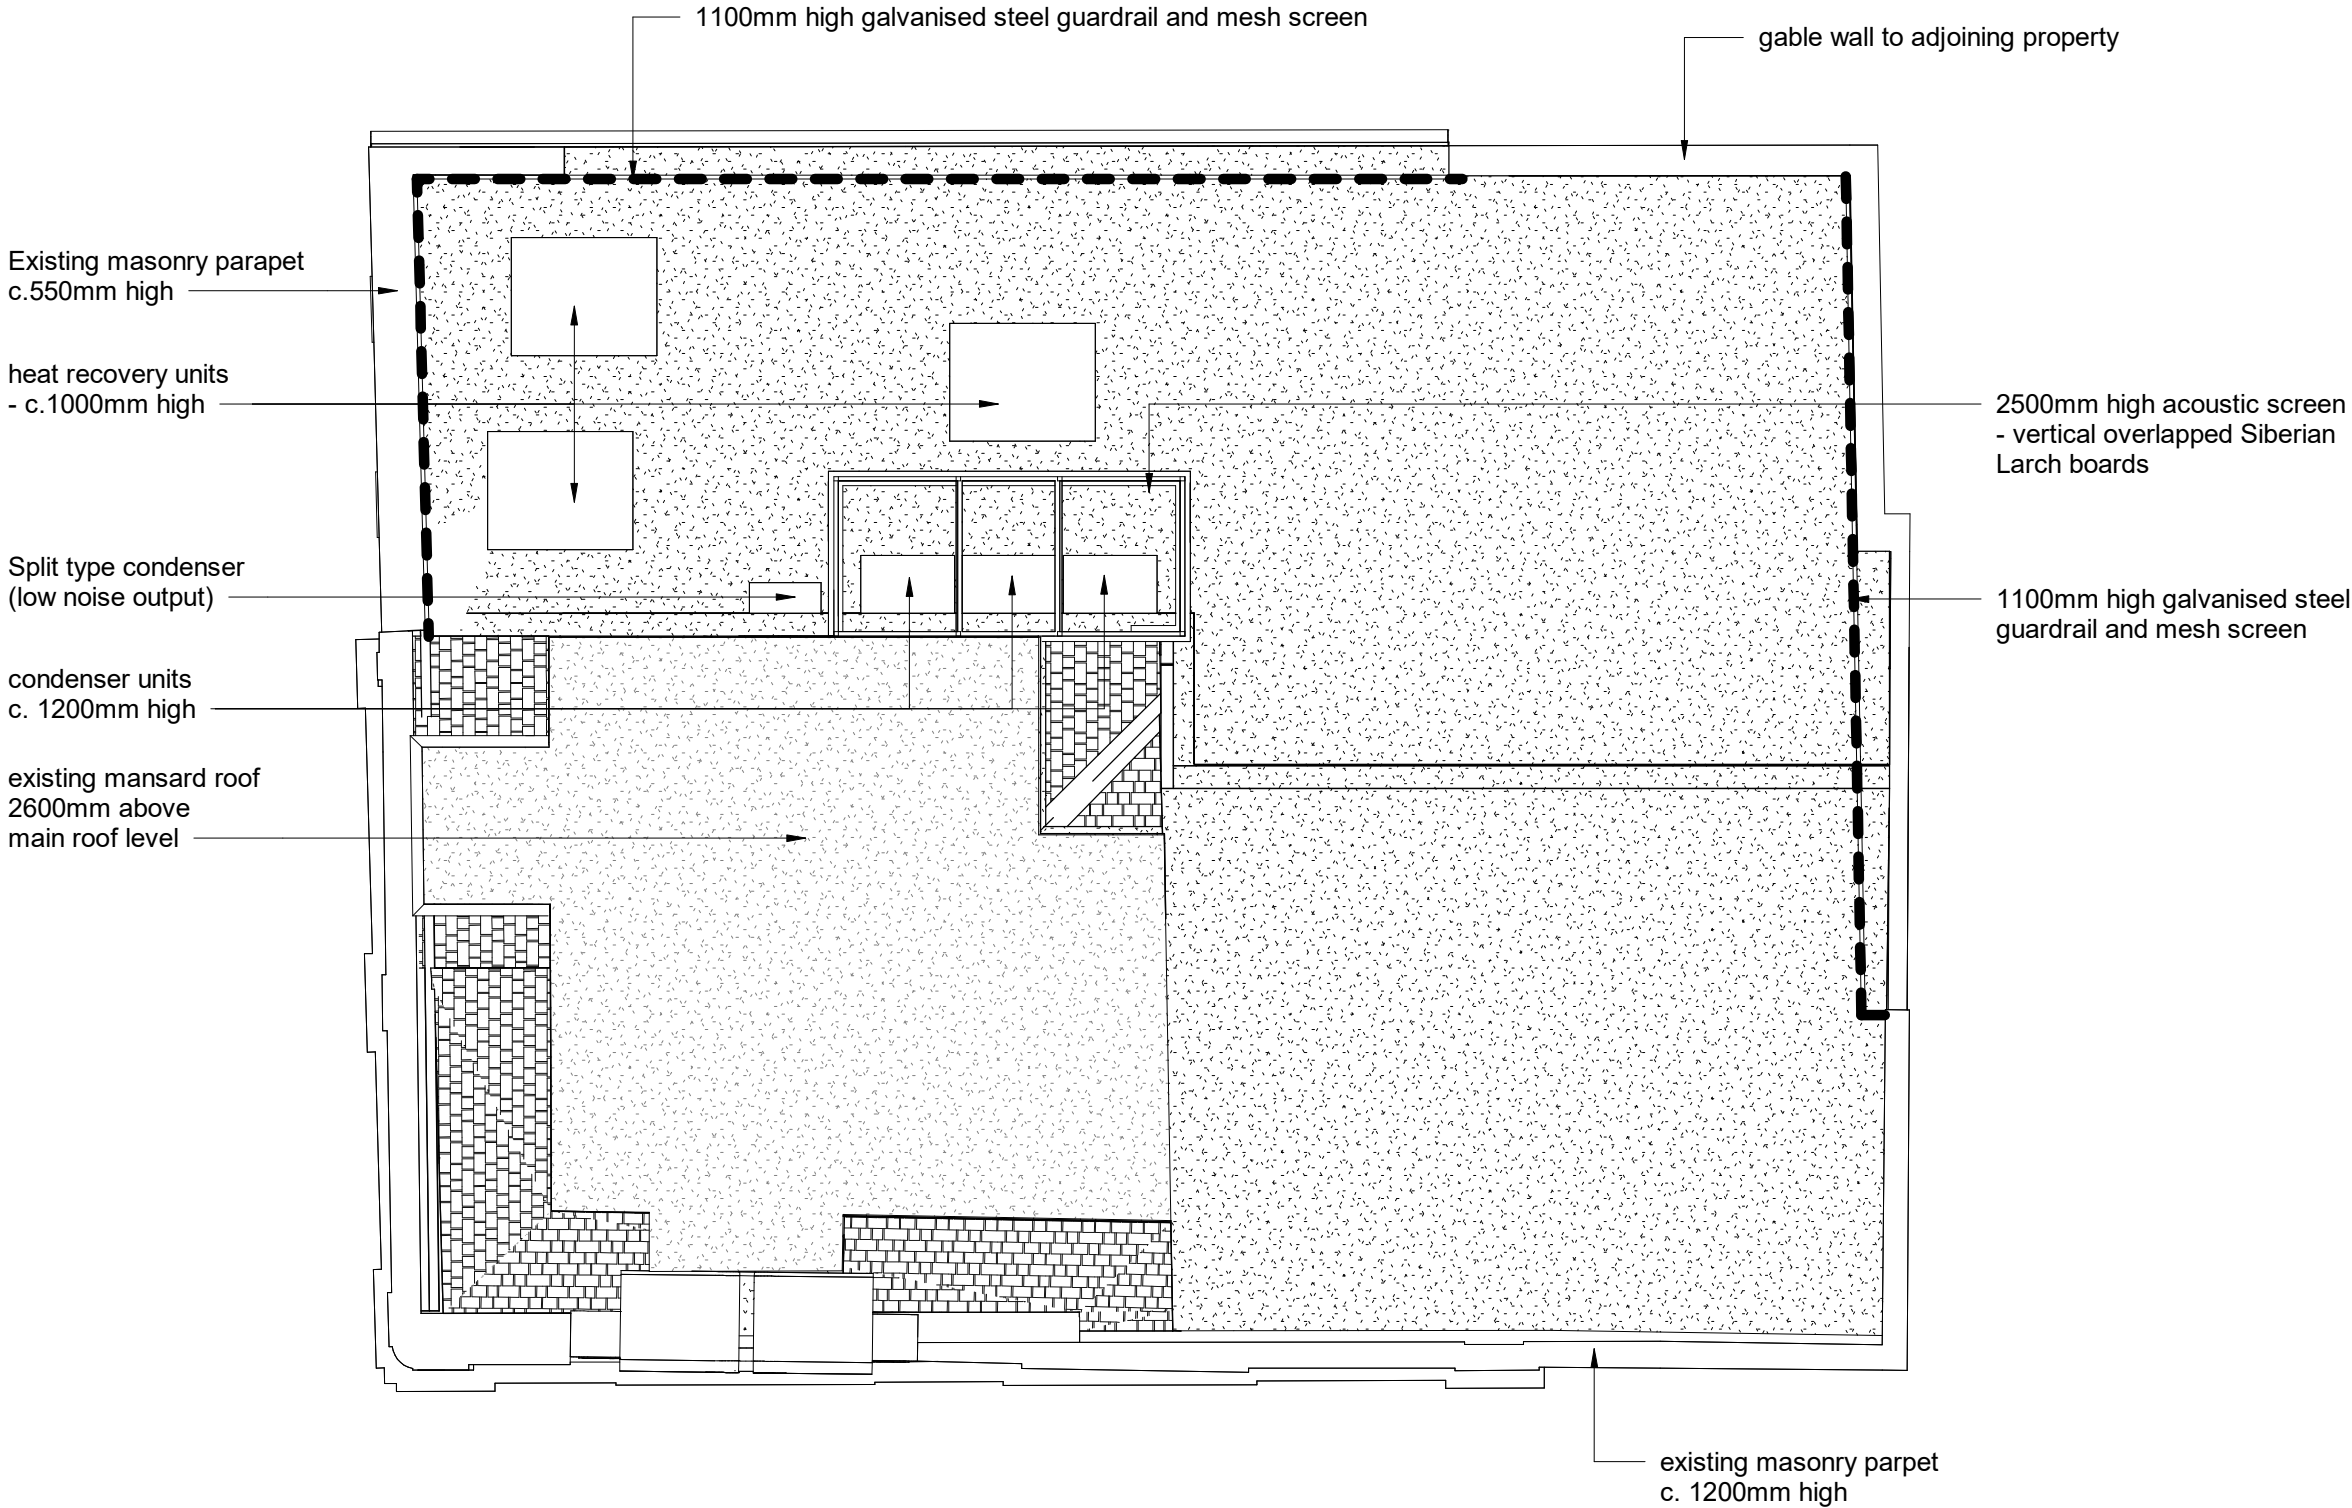 1100mm high galvanised steel guardrail and mesh screen
gable wall to adjoining property
Existing masonry parapet
c.550mm high
heat recovery units
- c.1000mm high
2500mm high acoustic screen
- vertical overlapped Siberian
Larch boards
Split type condenser
(low noise output)
1100mm high galvanised steel
guardrail and mesh screen
condenser units
c. 1200mm high
existing mansard roof
2600mm above
main roof level
existing masonry parpet
c. 1200mm high